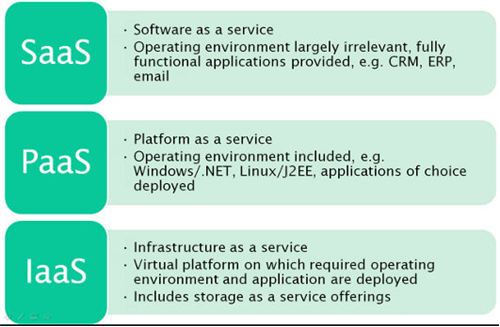 SaaS
· Software as a service
· Operating environment largely irrelevant, fully
functional applications provided, e.g. CRM, ERP,
email
PaaS
· Platform as a service
· Operating environment included, e.g.
Windows/.NET, Linux/J2EE, applications of choice
deployed
IaaS
· Infrastructure as a service
· Virtual platform on which required operating
environment and application are deployed
· Includes storage as a service offerings